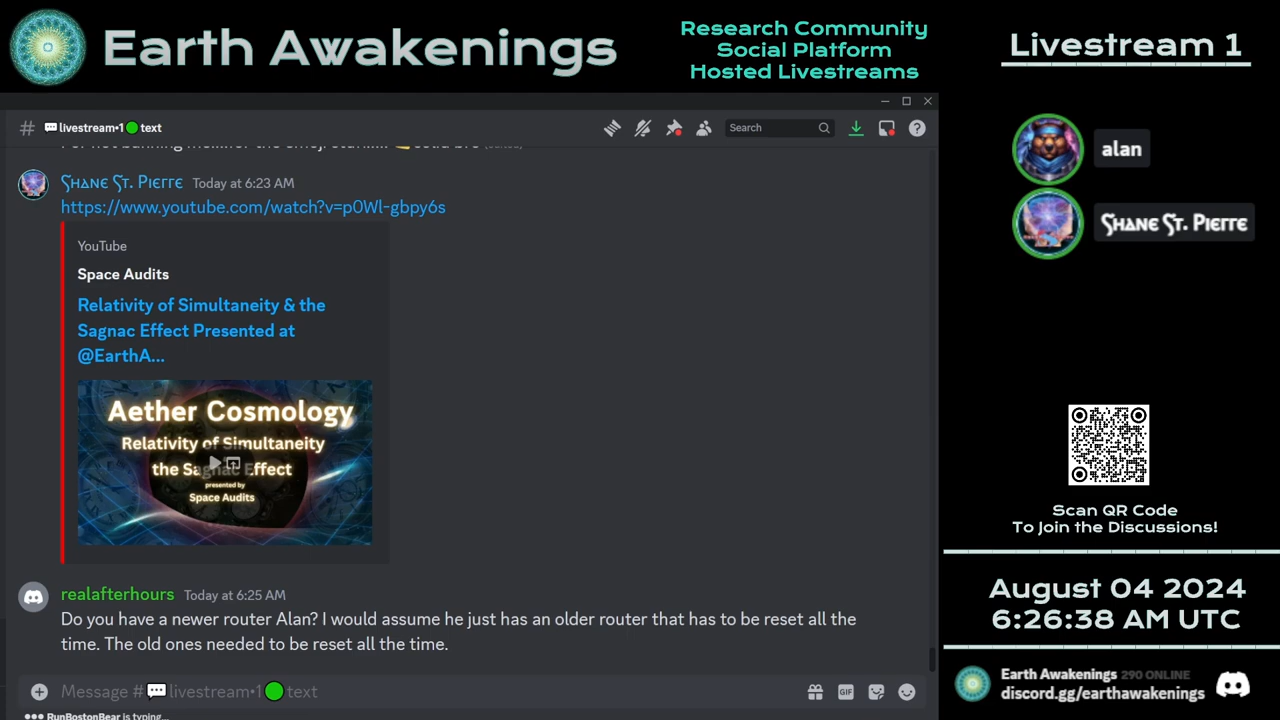 Earth Awakenings
Research Community
Social Platform
Hosted Livestreams
Livestream 1
livestream•1 text
Search
Shane St. Pierre Today at 6:23 AM
https://www.youtube.com/watch?v=p0Wl-gbpy6s
YouTube
Space Audits
Relativity of Simultaneity & the
Sagnac Effect Presented at
@EarthA...
Aether Cosmology
Relativity of Simultaneity
the Sagnac Effect
presented by
Space Audits
realafterhours Today at 6:25 AM
Do you have a newer router Alan? I would assume he just has an older router that has to be reset all the
time. The old ones needed to be reset all the time.
Message # livestream•1 text
GIF
RunBostonBear is typing...
alan
Shane St. Pierre
Scan QR Code
To Join the Discussions!
August 04 2024
6:26:38 AM UTC
Earth Awakenings 290 ONLINE
discord.gg/earthawakenings